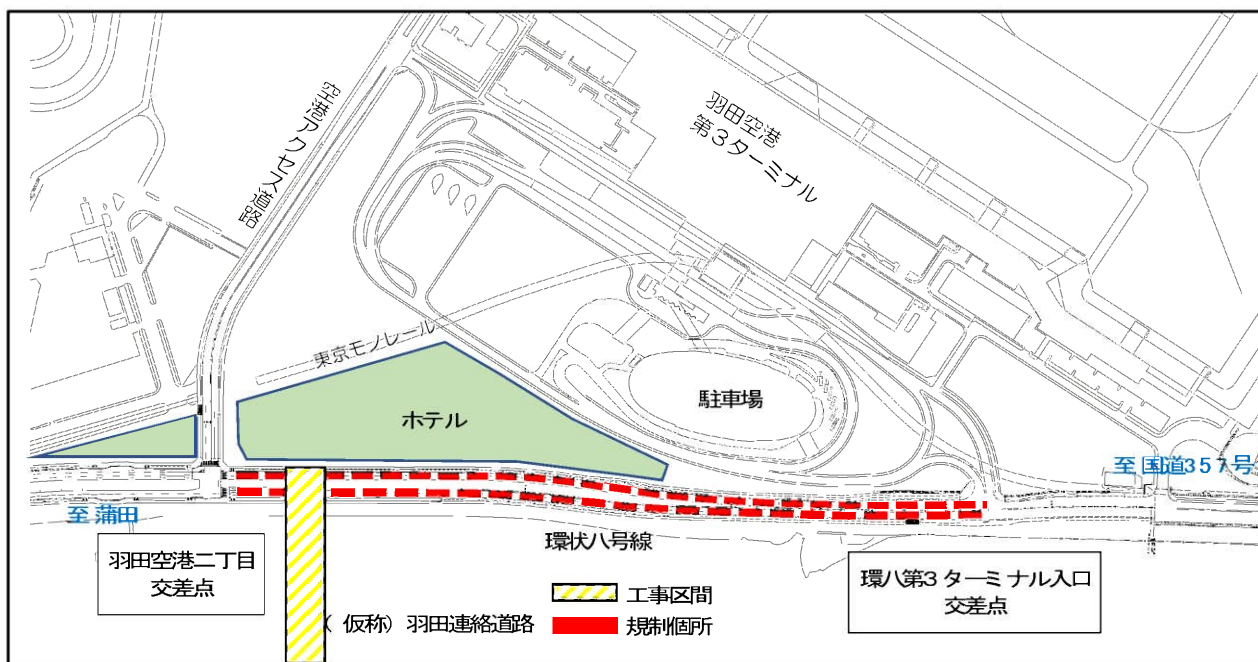 羽田空港
第３ターミナル
空港アクセス道路
東京モノレール
駐車場
ホテル
至 国道３５７号
至 蒲田
環状八号線
羽田空港二丁目
交差点
環八第3 ターミナル入口
交差点
工事区間
( 仮称) 羽田連絡道路
規制個所